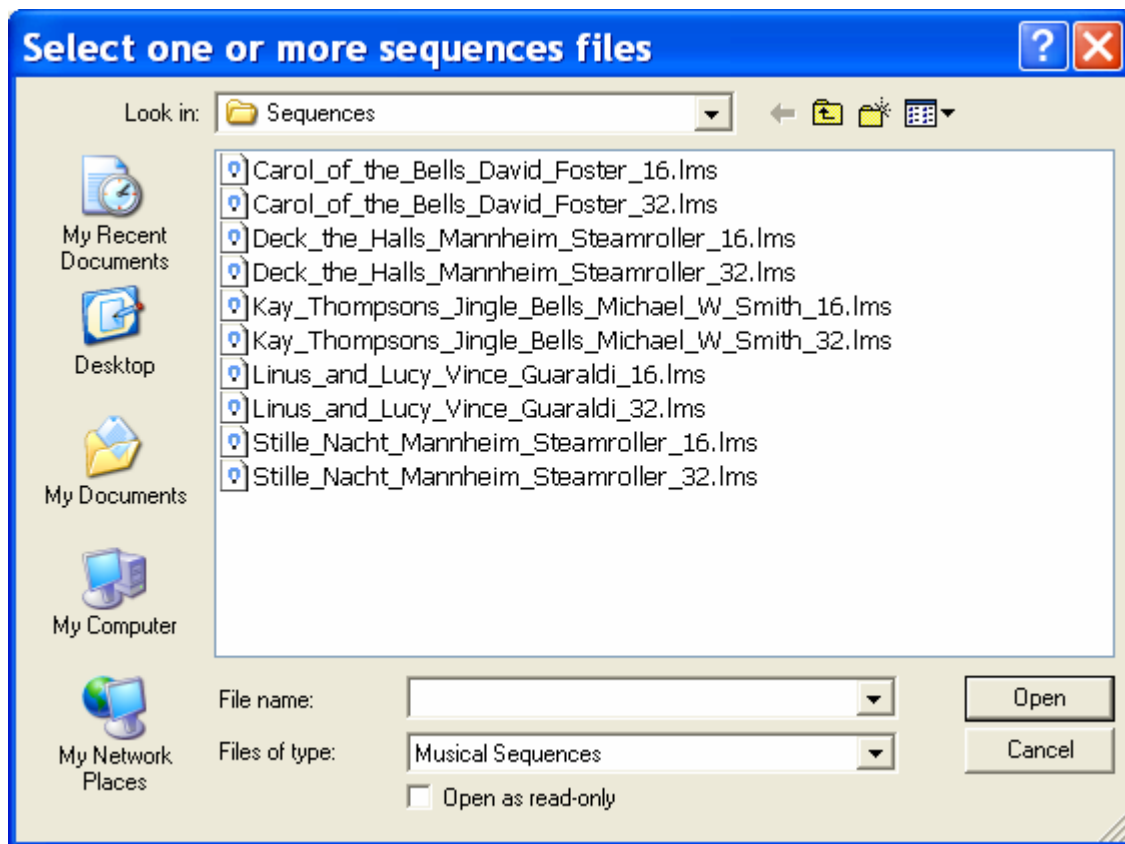 Select one or more sequences files
Look in: Sequences
My Recent
Documents
Desktop
My Documents
My Computer
My Network
Places
Carol_of_the_Bells_David_Foster_16.lms
Carol_of_the_Bells_David_Foster_32.lms
Deck_the_Halls_Mannheim_Steamroller_16.lms
Deck_the_Halls_Mannheim_Steamroller_32.lms
Kay_Thompsons_Jingle_Bells_Michael_W_Smith_16.lms
Kay_Thompsons_Jingle_Bells_Michael_W_Smith_32.lms
Linus_and_Lucy_Vince_Guaraldi_16.lms
Linus_and_Lucy_Vince_Guaraldi_32.lms
Stille_Nacht_Mannheim_Steamroller_16.lms
Stille_Nacht_Mannheim_Steamroller_32.lms
File name:
Open
Files of type: Musical Sequences
Cancel
Open as read-only